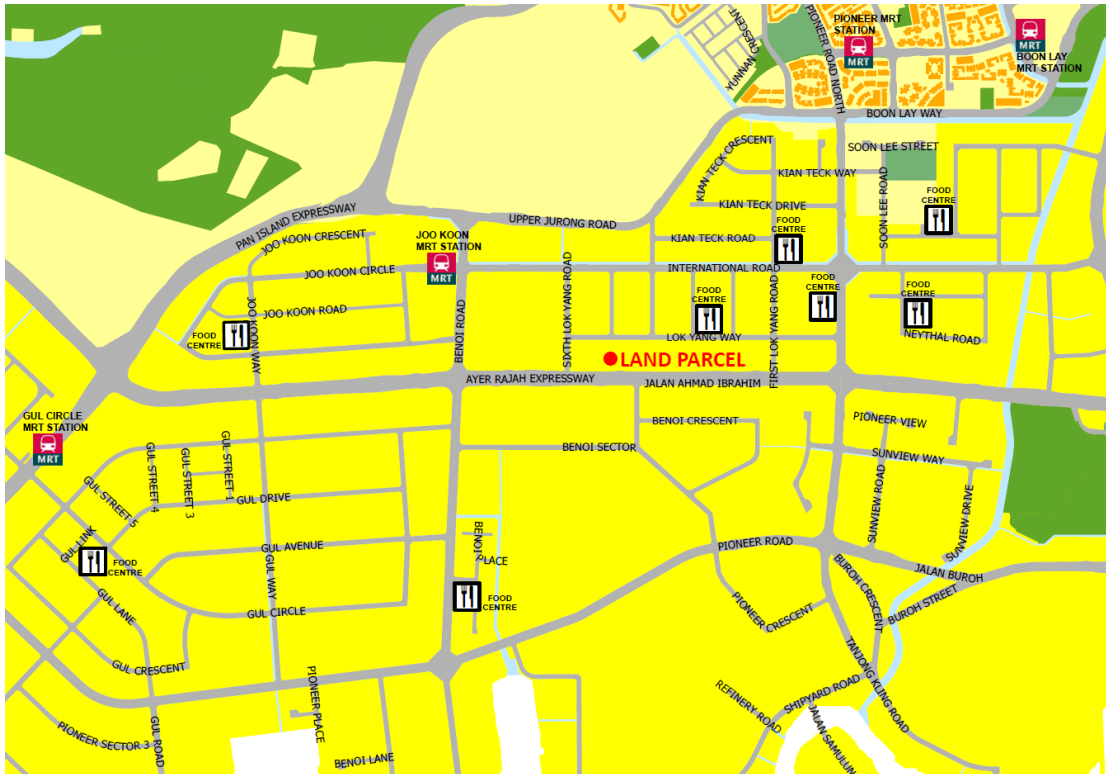 PIONEER MRT
STATION
MRT
MRT
BOON LAY
MRT STATION
YUNNAN CRESCENT
PIONEER ROAD NORTH
BOON LAY WAY
KIAN TECK CRESCENT
SOON LEE STREET
KIAN TECK WAY
SOON LEE ROAD
FOOD
CENTRE
PAN ISLAND EXPRESSWAY
UPPER JURONG ROAD
KIAN TECK DRIVE
FOOD
CENTRE
JOO KOON CRESCENT
JOO KOON
MRT STATION
MRT
KIAN TECK ROAD
JOO KOON CIRCLE
INTERNATIONAL ROAD
SIXTH LOK YANG ROAD
FIRST LOK YANG ROAD
FOOD
CENTRE
FOOD
CENTRE
FOOD
CENTRE
JOO KOON WAY
JOO KOON ROAD
BENOI ROAD
FOOD
CENTRE
LOK YANG WAY
NEYTHAL ROAD
LAND PARCEL
AYER RAJAH EXPRESSWAY
JALAN AHMAD IBRAHIM
GUL CIRCLE
MRT STATION
MRT
BENOI CRESCENT
PIONEER VIEW
BENOI SECTOR
SUNVIEW WAY
GUL STREET 1
GUL STREET 3
GUL STREET 4
GUL STREET 5
GUL DRIVE
SUNVIEW ROAD
SUNVIEW DRIVE
GUL LINK
FOOD
CENTRE
GUL AVENUE
GUL WAY
BENOI PLACE
PIONEER ROAD
JALAN BUROH
BUROH CRESCENT
BUROH STREET
FOOD
CENTRE
GUL LANE
GUL CIRCLE
PIONEER CRESCENT
TANJONG KLING ROAD
GUL CRESCENT
PIONEER PLACE
REFINERY ROAD
SHIPYARD ROAD
JALAN SAMULUN
PIONEER SECTOR 3
GUL ROAD
BENOI LANE